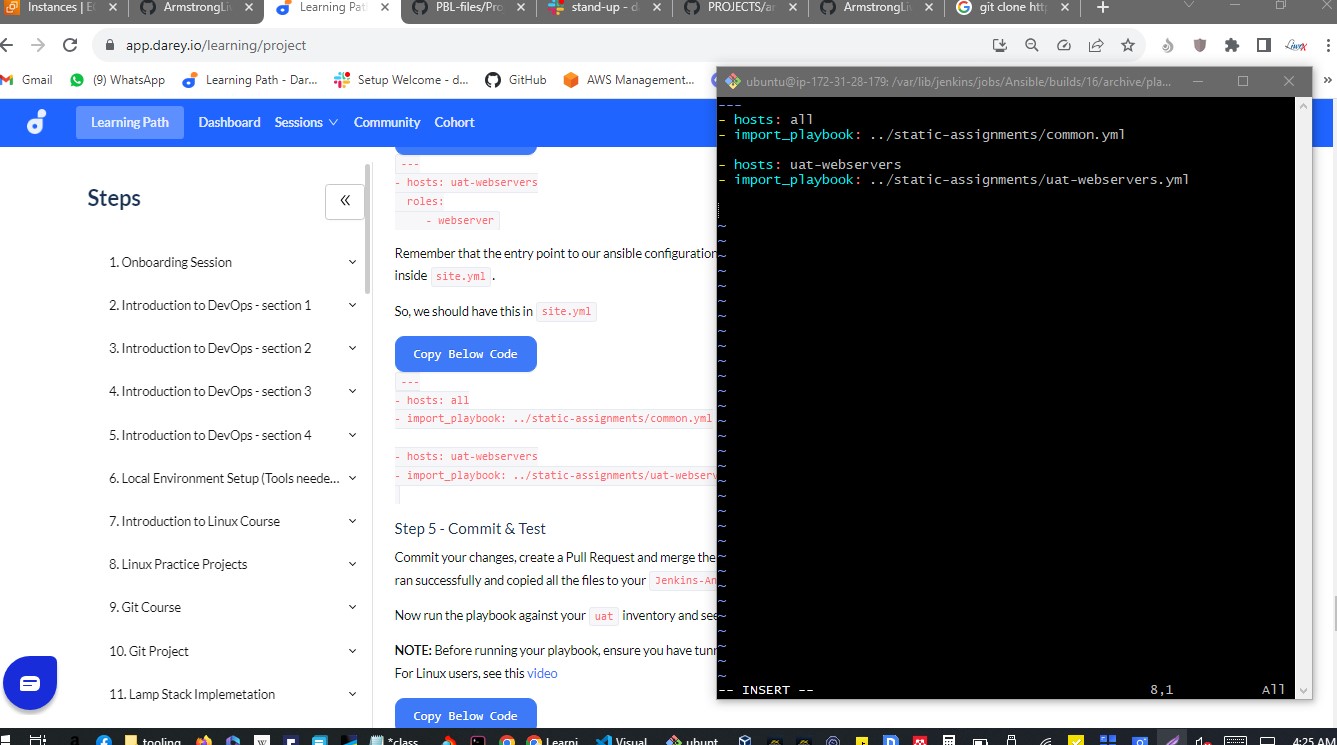 Instances | E
ArmstrongLi
Learning Path
PBL-files/Pro
stand-up - d
PROJECTS/ar
ArmstrongLi
git clone htt
app.darey.io/learning/project
Gmail
(9) WhatsApp
Learning Path - Dar...
Setup Welcome - d...
GitHub
AWS Management...
Learning Path
Dashboard
Sessions
Community
Cohort
Steps
1. Onboarding Session
2. Introduction to DevOps - section 1
3. Introduction to DevOps - section 2
4. Introduction to DevOps - section 3
5. Introduction to DevOps - section 4
6. Local Environment Setup (Tools neede...
7. Introduction to Linux Course
8. Linux Practice Projects
9. Git Course
10. Git Project
11. Lamp Stack Implemetation
---
- hosts: uat-webservers
roles:
- webserver
Remember that the entry point to our ansible configuration
inside site.yml .
So, we should have this in site.yml
Copy Below Code
---
- hosts: all
- import_playbook: ../static-assignments/common.yml
- hosts: uat-webservers
- import_playbook: ../static-assignments/uat-webserv
Step 5 - Commit & Test
Commit your changes, create a Pull Request and merge the
ran successfully and copied all the files to your Jenkins-An
Now run the playbook against your uat inventory and see
NOTE: Before running your playbook, ensure you have tunn
For Linux users, see this video
Copy Below Code
ubuntu@ip-172-31-28-179: /var/lib/jenkins/jobs/Ansible/builds/16/archive/pla...
---
- hosts: all
- import_playbook: ../static-assignments/common.yml
- hosts: uat-webservers
- import_playbook: ../static-assignments/uat-webservers.yml
-- INSERT --
8,1
All
tooling
*class
Learni
Visual
ubunt
4:25 AM